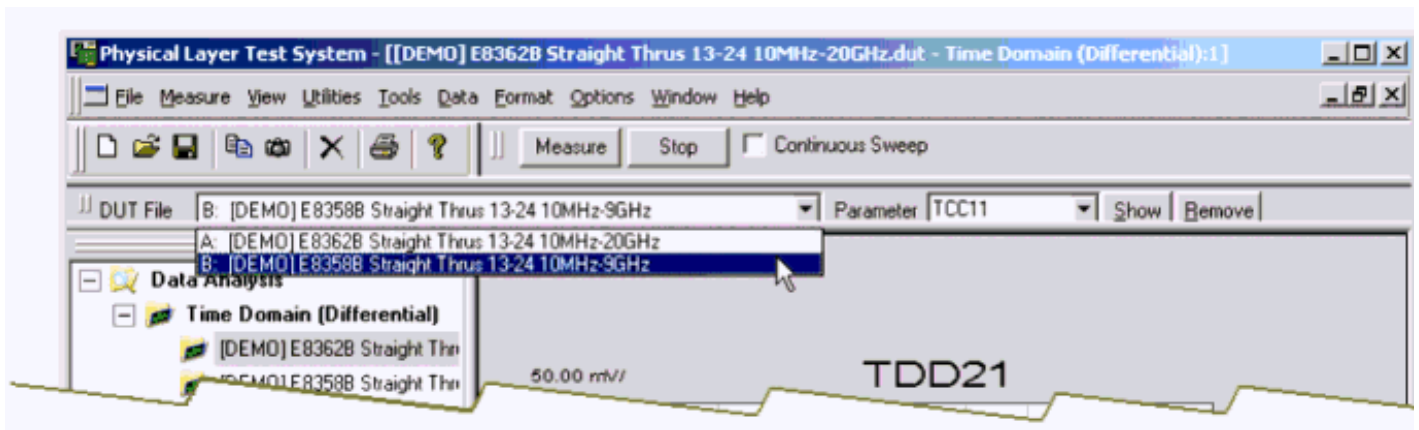 Physical Layer Test System - [[DEMO] E8362B Straight Thrus 13-24 10MHz-20GHz.dut - Time Domain (Differential):1]
File Measure View Utilities Tools Data Format Options Window Help
Measure Stop Continuous Sweep
DUT File B: [DEMO] E8358B Straight Thrus 13-24 10MHz-9GHz Parameter TCC11 Show Remove
A: [DEMO] E8362B Straight Thrus 13-24 10MHz-20GHz
B: [DEMO] E8358B Straight Thrus 13-24 10MHz-9GHz
Data Analysis
Time Domain (Differential)
[DEMO] E8362B Straight Thr
[DEMO] E8358B Straight Thr
50.00 mV/
TDD21